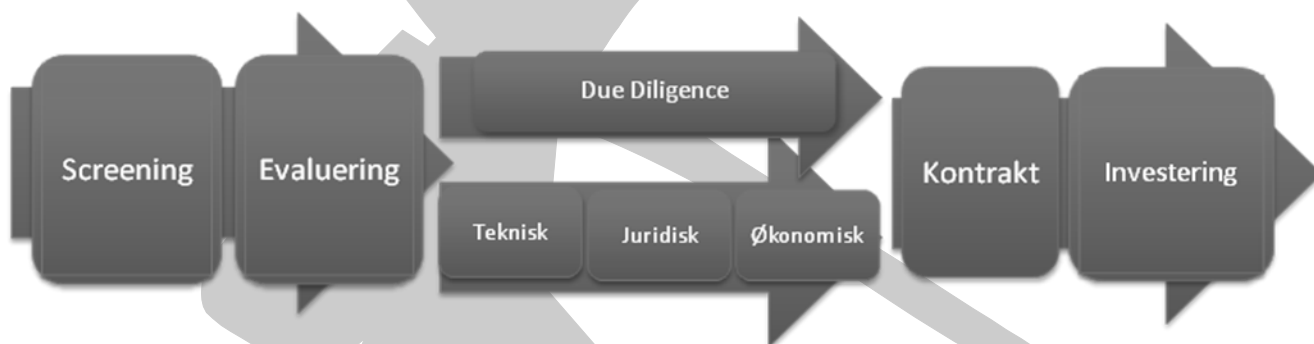 Screening
Evaluering
Due Diligence
Teknisk
Juridisk
Økonomisk
Kontrakt
Investering